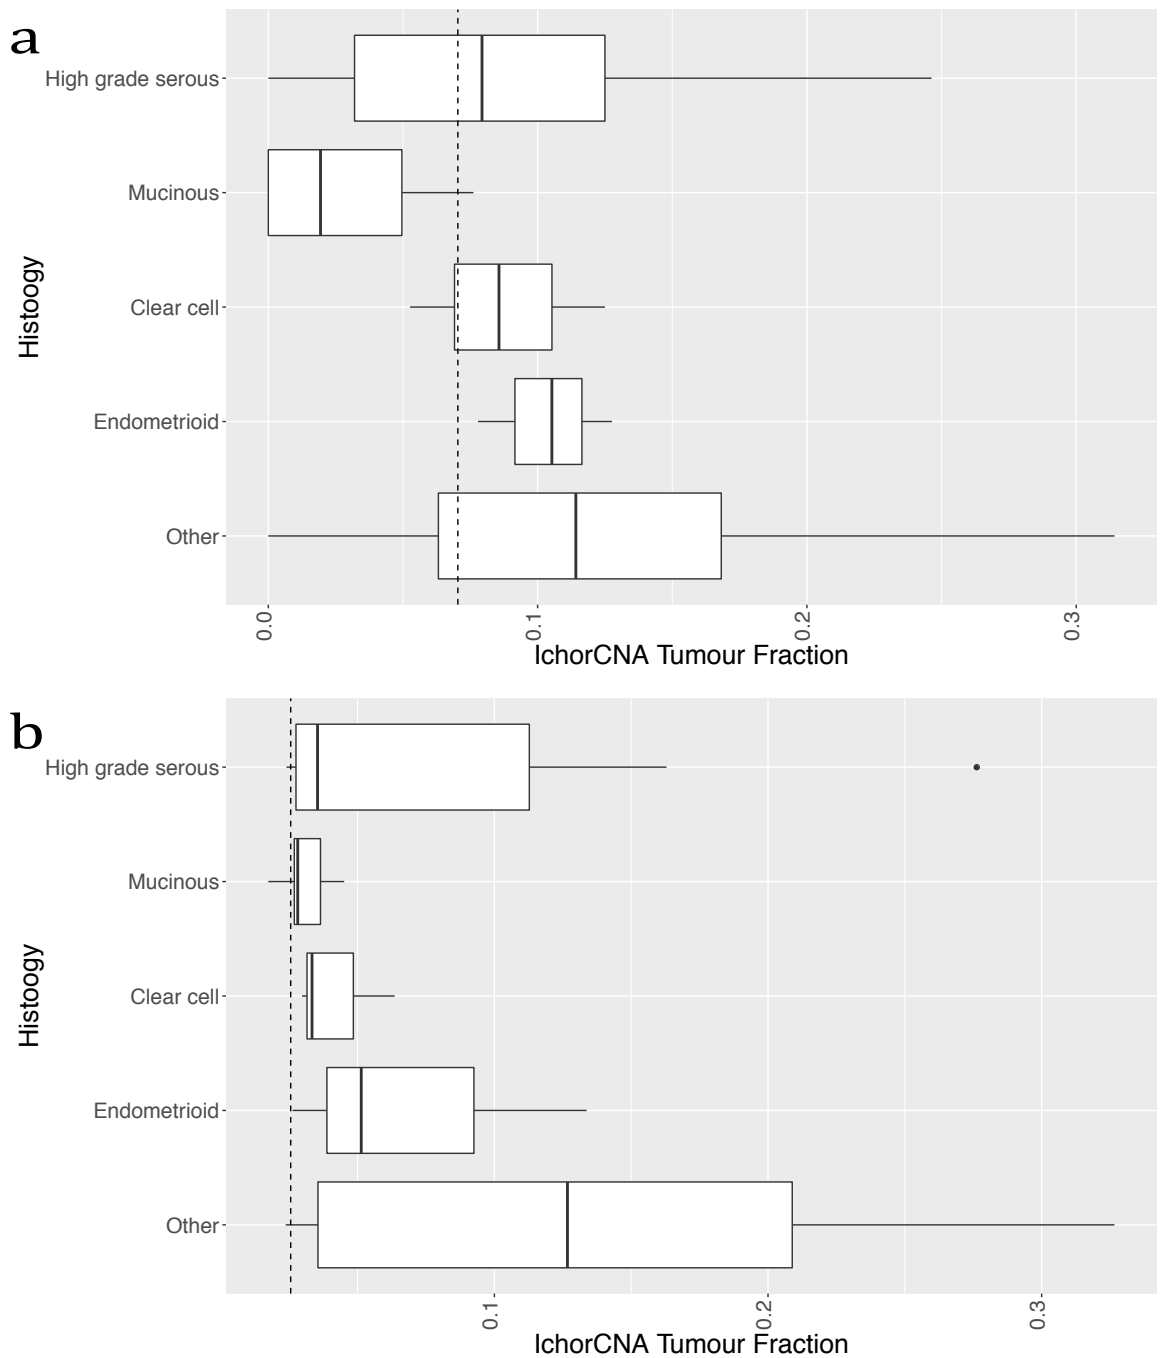 a
High grade serous
Mucinous
Clear cell
Endometrioid
Other
Histoogy
0.0
0.1
0.2
0.3
IchorCNA Tumour Fraction
b
High grade serous
Mucinous
Clear cell
Endometrioid
Other
Histoogy
0.1
0.2
0.3
IchorCNA Tumour Fraction